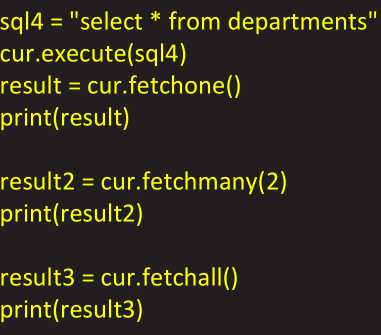 sql4 = "select * from departments"
cur.execute(sql4)
result = cur.fetchone()
print(result)
result2 = cur.fetchmany(2)
print(result2)
result3 = cur.fetchall()
print(result3)